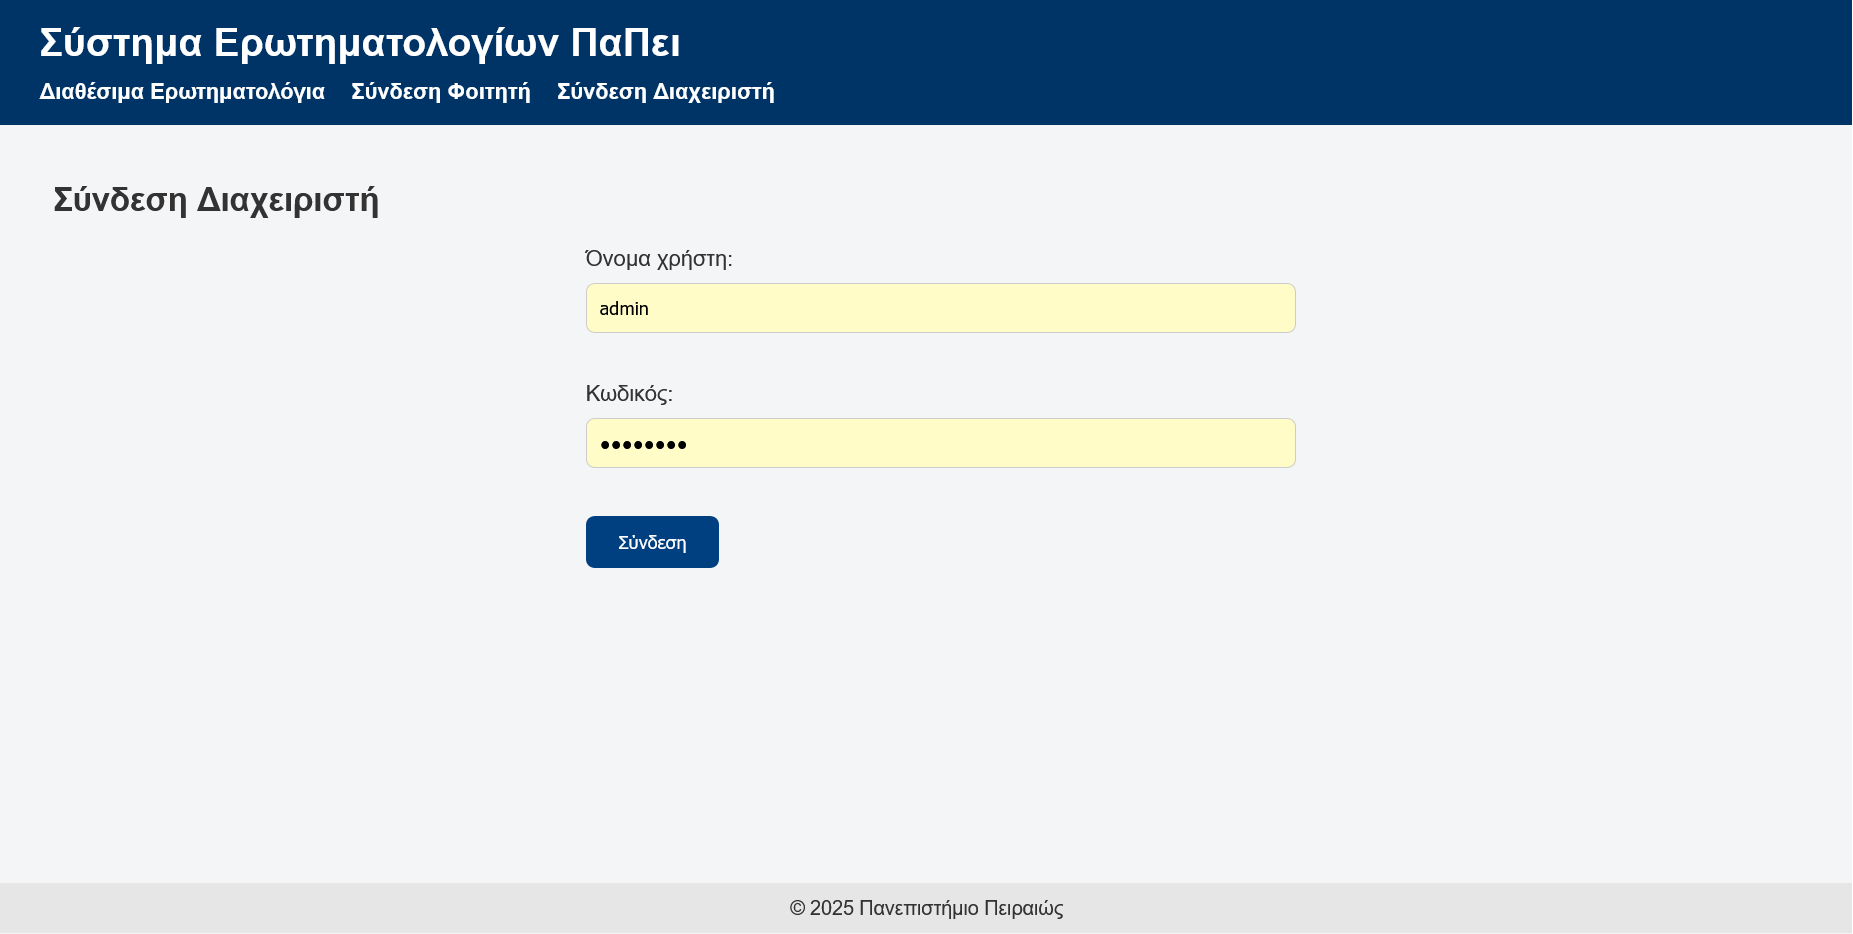 Σύστημα Ερωτηματολογίων ΠαΠει
Διαθέσιμα Ερωτηματολόγια Σύνδεση Φοιτητή Σύνδεση Διαχειριστή
Σύνδεση Διαχειριστή
Όνομα χρήστη:
admin
Κωδικός:
••••••••
Σύνδεση
© 2025 Πανεπιστήμιο Πειραιώς